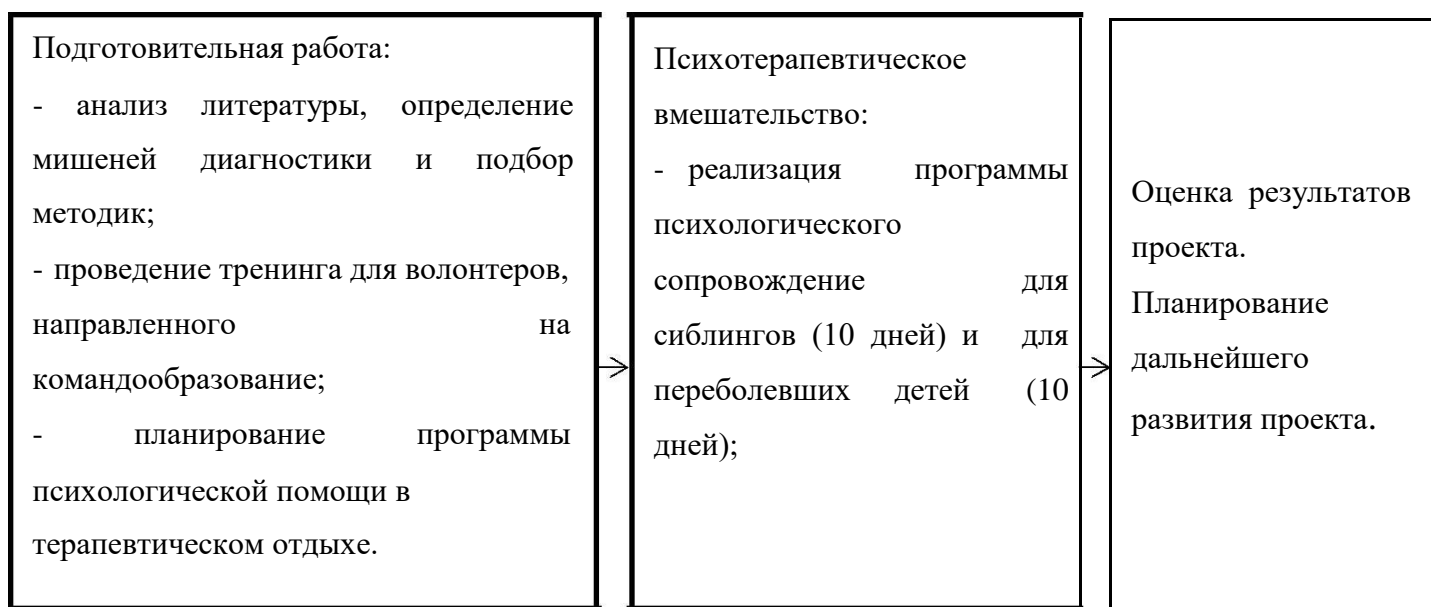 Подготовительная работа:
- анализ литературы, определение
мишеней диагностики и подбор
методик;
- проведение тренинга для волонтеров,
направленного на
командообразование;
- планирование программы
психологической помощи в
терапевтическом отдыхе.
Психотерапевтическое
вмешательство:
- реализация программы
психологического
сопровождение для
сиблингов (10 дней) и для
переболевших детей (10
дней);
Оценка результатов
проекта.
Планирование
дальнейшего
развития проекта.